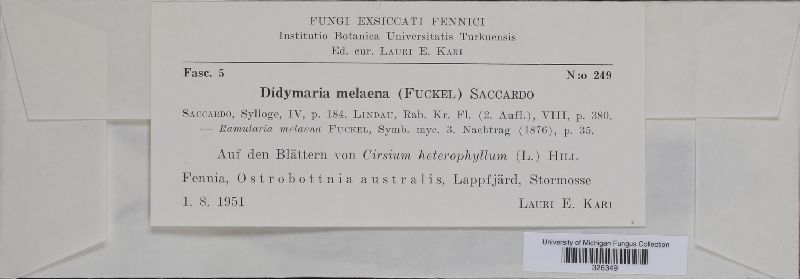 FUNGI EXSICCATI FENNICI
Institutio Botanica Universitatis Turkuensis
Ed. cur. LAURI E. KARI
Fasc. 5 N:o 249
Didymaria melaena (FUCKEL) SACCARDO
SACCARDO, Sylloge, IV, p. 184. LINDAU, Rab. Kr. Fl. (2. Aufl.), VIII, p. 380.
— Ramularia melaena FUCKEL, Symb. myc. 3. Nachtrag (1876), p. 35.
Auf den Blättern von Cirsium heterophyllum (L.) HILL
Fennia, Ostrobottnia australis, Lappfjärd, Stormosse
1. 8. 1951 LAURI E. KARI
University of Michigan Fungus Collection
326349